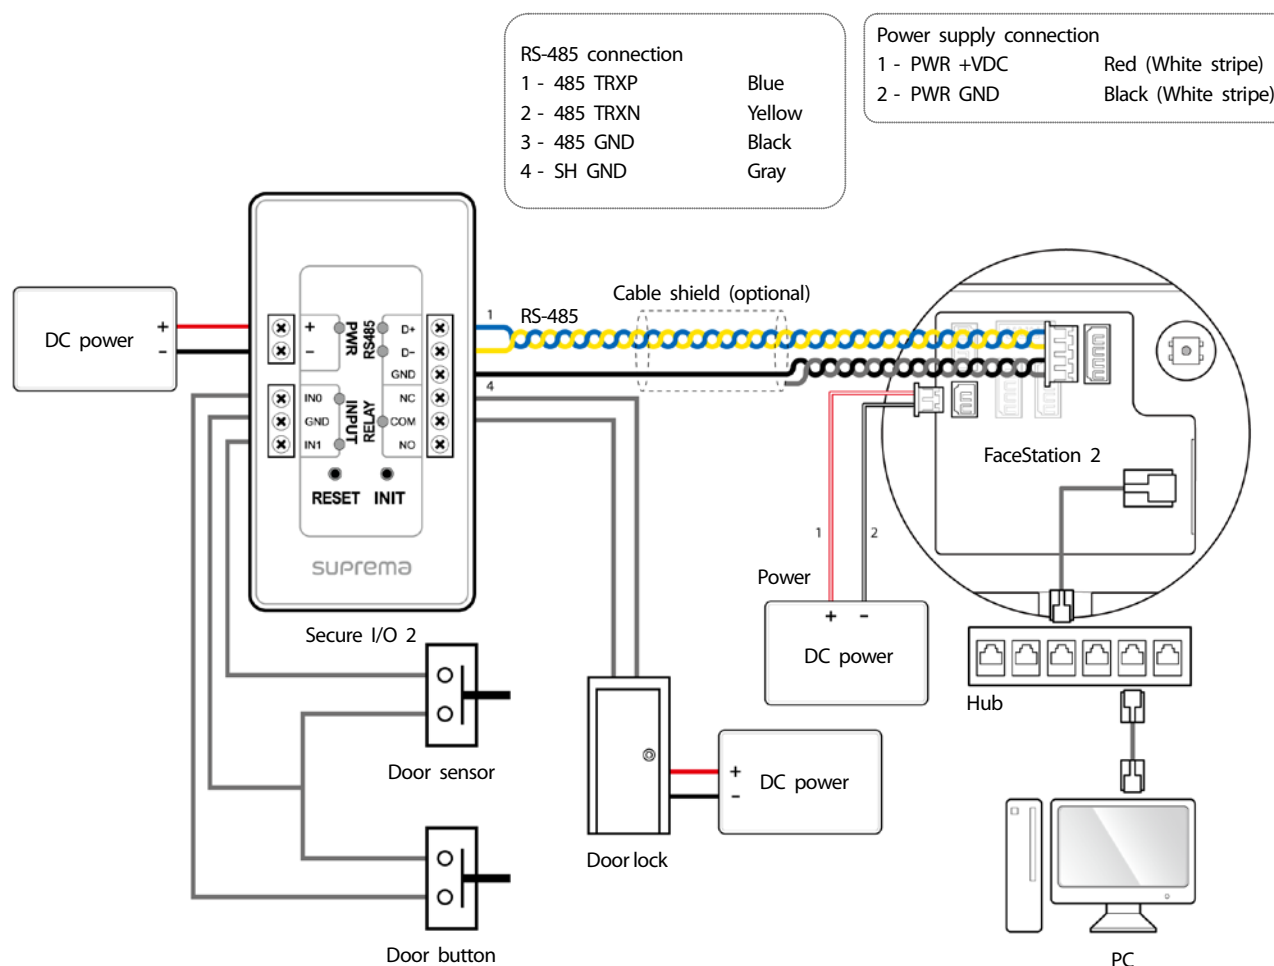 RS-485 connection
1 - 485 TRXP Blue
2 - 485 TRXN Yellow
3 - 485 GND Black
4 - SH GND Gray
Power supply connection
1 - PWR +VDC Red (White stripe)
2 - PWR GND Black (White stripe)
DC power
+
−
+
−
PWR
RS485
D+
D−
GND
IN0
GND
IN1
INPUT
RELAY
NC
COM
NO
RESET INIT
suprema
Secure I/O 2
1
4
RS-485
Cable shield (optional)
FaceStation 2
1
2
Power
+ −
DC power
Hub
Door sensor
Door button
Door lock
+
−
DC power
PC